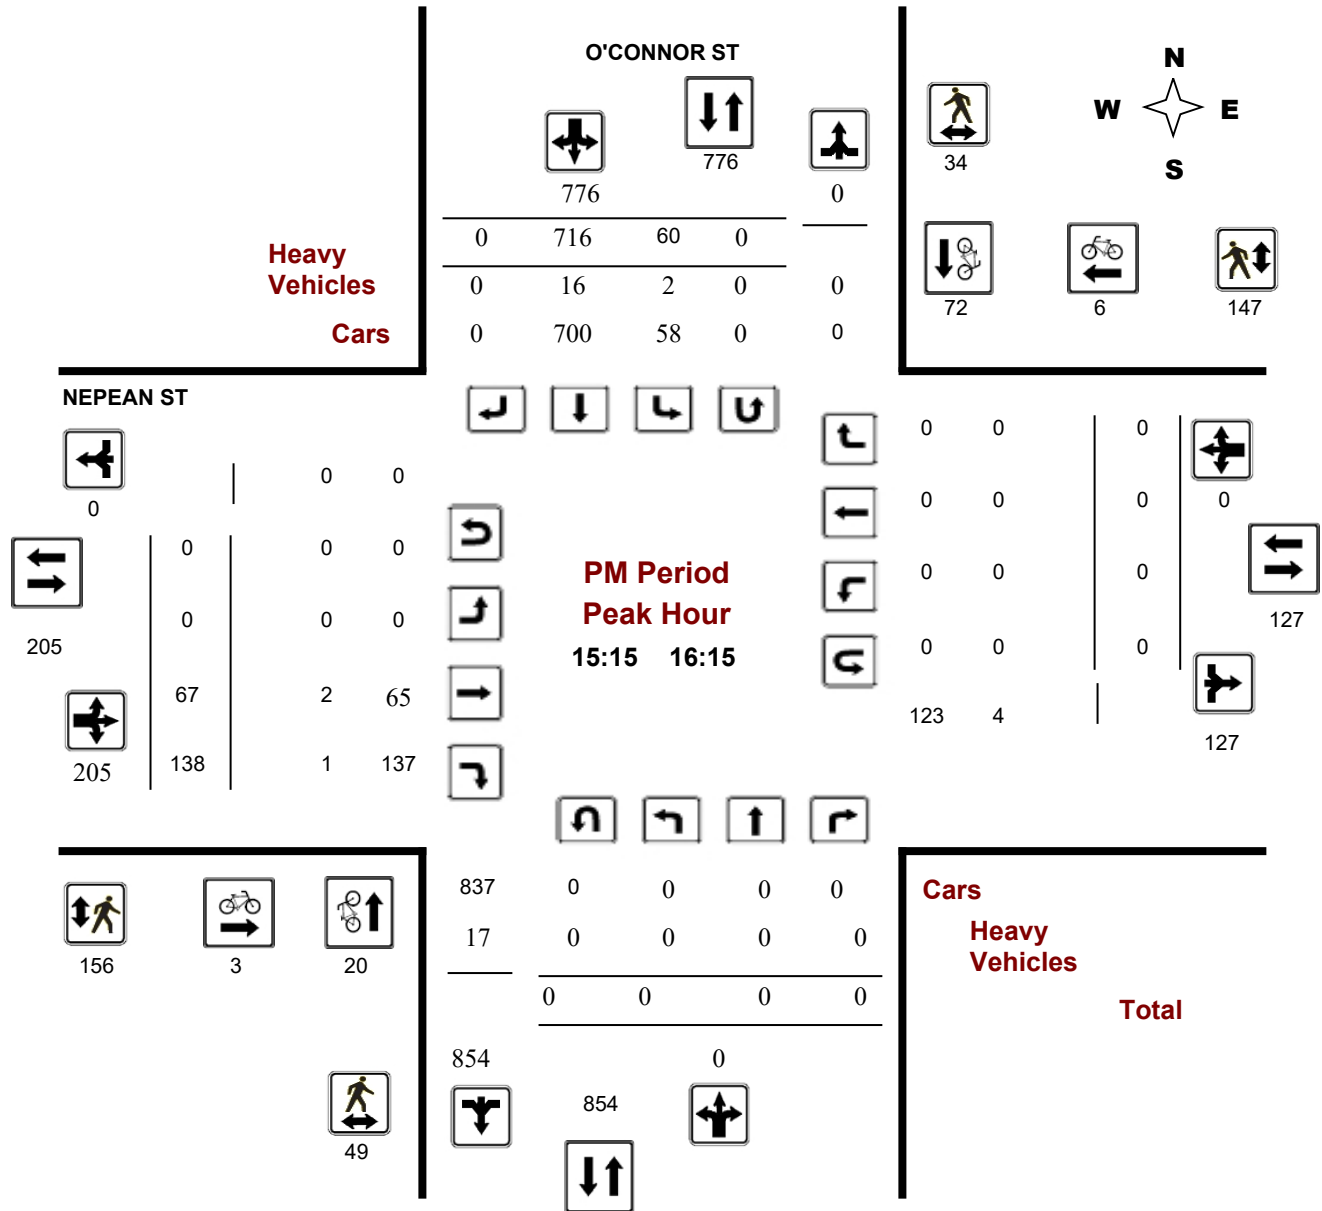 O'CONNOR ST
N
W E
S
776
34
776 0
0 716 60 0
Heavy
Vehicles 0 16 2 0 0
72 6 147
Cars 0 700 58 0 0
NEPEAN ST
0 0 0
0 0
0 0 0 0 0
0 0 0
PM Period
0 0 0
Peak Hour
0 0 0
127
205 15:15 16:15
0 0 0
67 2 65
123 4
127
205 138 1 137
837 0 0 0 0
Cars
17 0 0 0 0
Heavy
Vehicles
156 3 20
0 0 0 0
Total
854 0
854
49